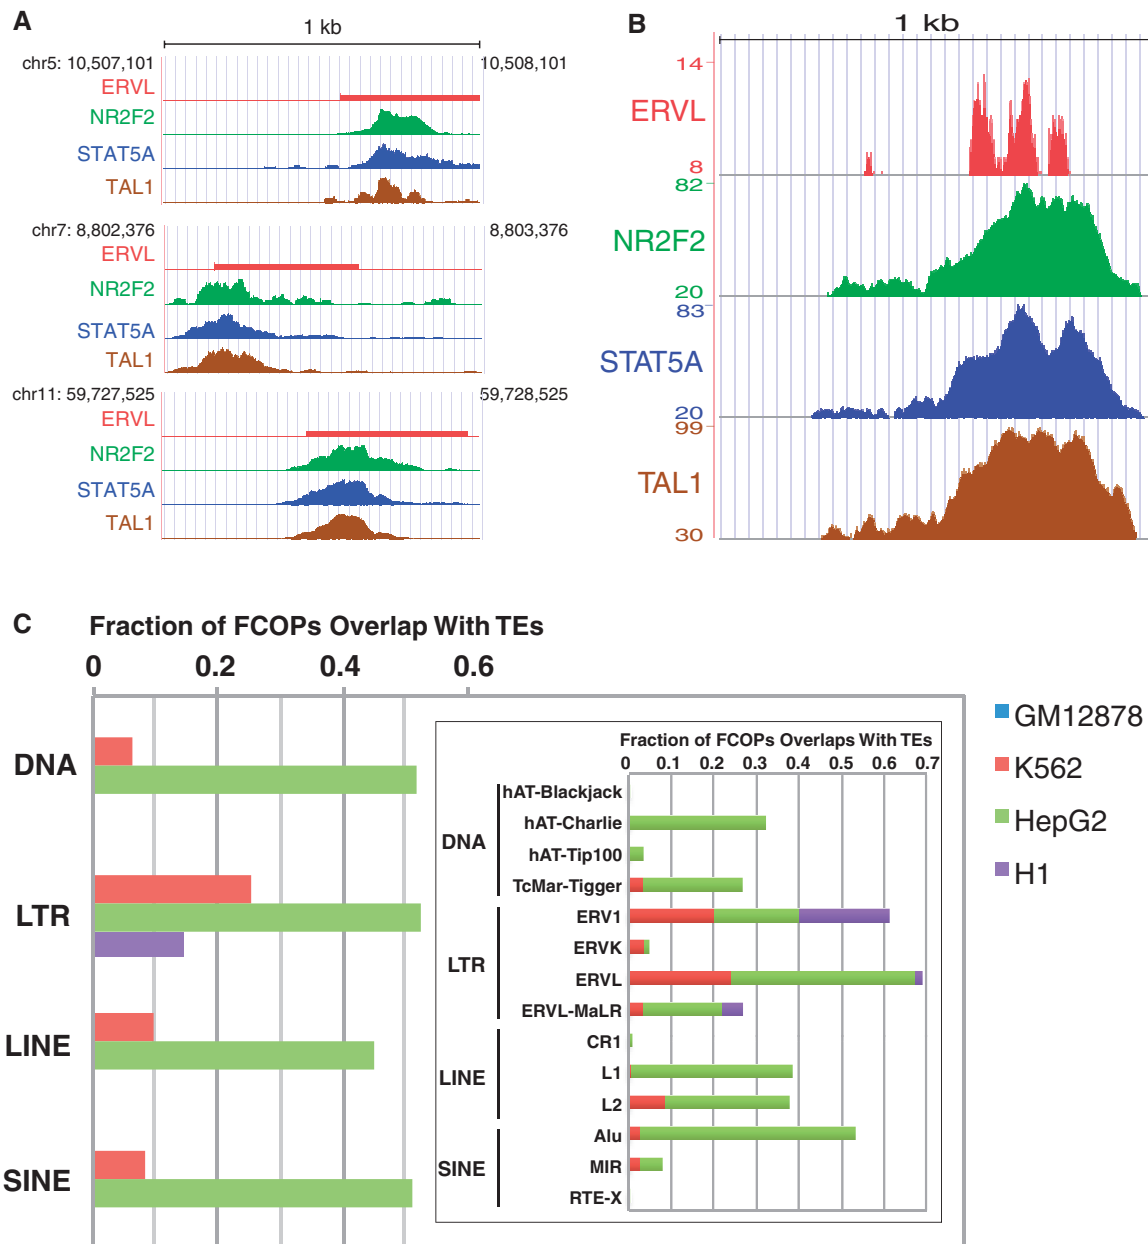 A
1 kb
chr5: 10,507,101
10,508,101
ERVL
NR2F2
STAT5A
TAL1
chr7: 8,802,376
8,803,376
ERVL
NR2F2
STAT5A
TAL1
chr11: 59,727,525
59,728,525
ERVL
NR2F2
STAT5A
TAL1
B
1 kb
14
ERVL
8
82
NR2F2
20
83
STAT5A
20
99
TAL1
30
C
Fraction of FCOPs Overlap With TEs
0 0.2 0.4 0.6
DNA
LTR
LINE
SINE
Fraction of FCOPs Overlaps With TEs
0 0.1 0.2 0.3 0.4 0.5 0.6 0.7
DNA
hAT-Blackjack
hAT-Charlie
hAT-Tip100
TcMar-Tigger
LTR
ERV1
ERVK
ERVL
ERVL-MaLR
LINE
CR1
L1
L2
SINE
Alu
MIR
RTE-X
GM12878
K562
HepG2
H1